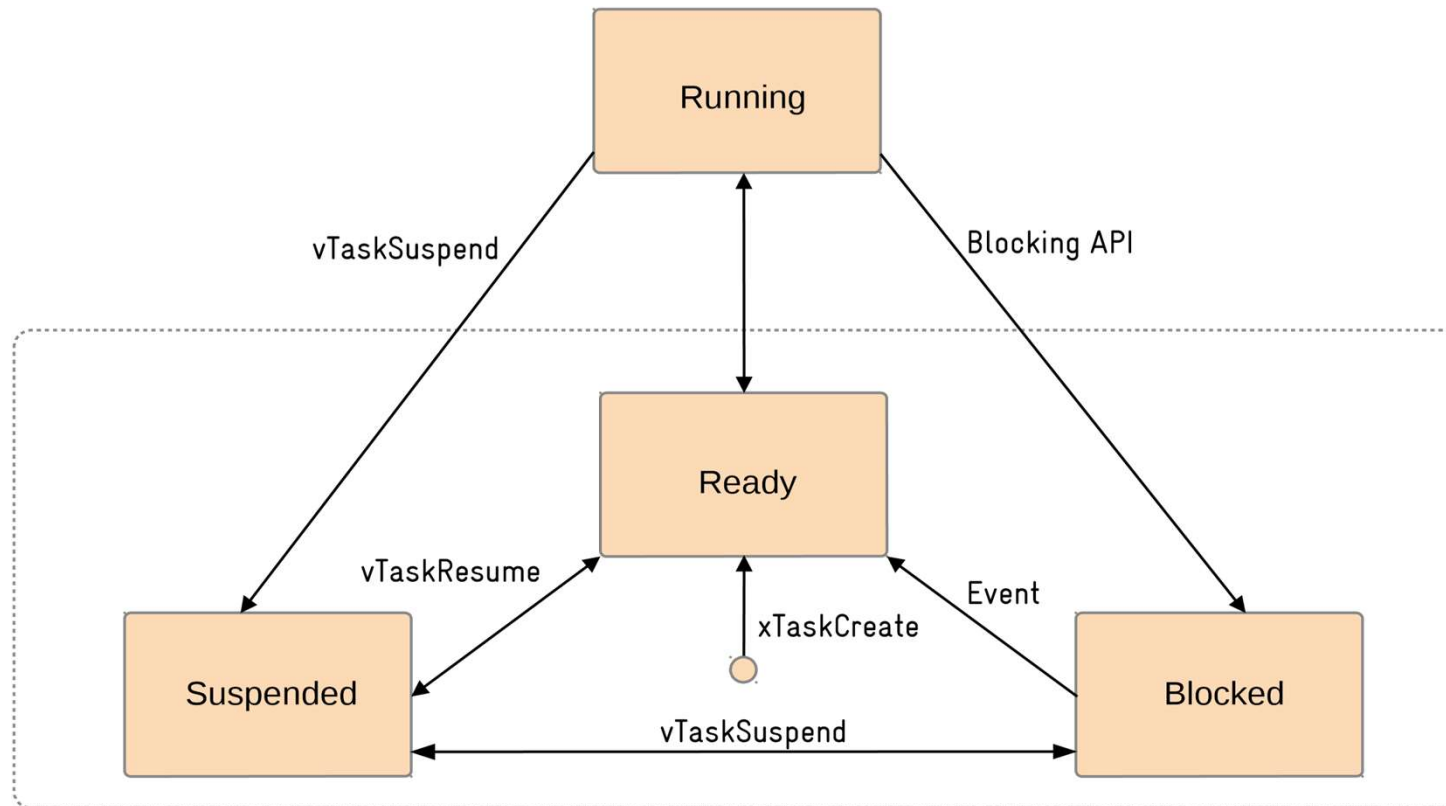 Running
vTaskSuspend
Blocking API
Ready
vTaskResume
Event
xTaskCreate
Suspended
Blocked
vTaskSuspend